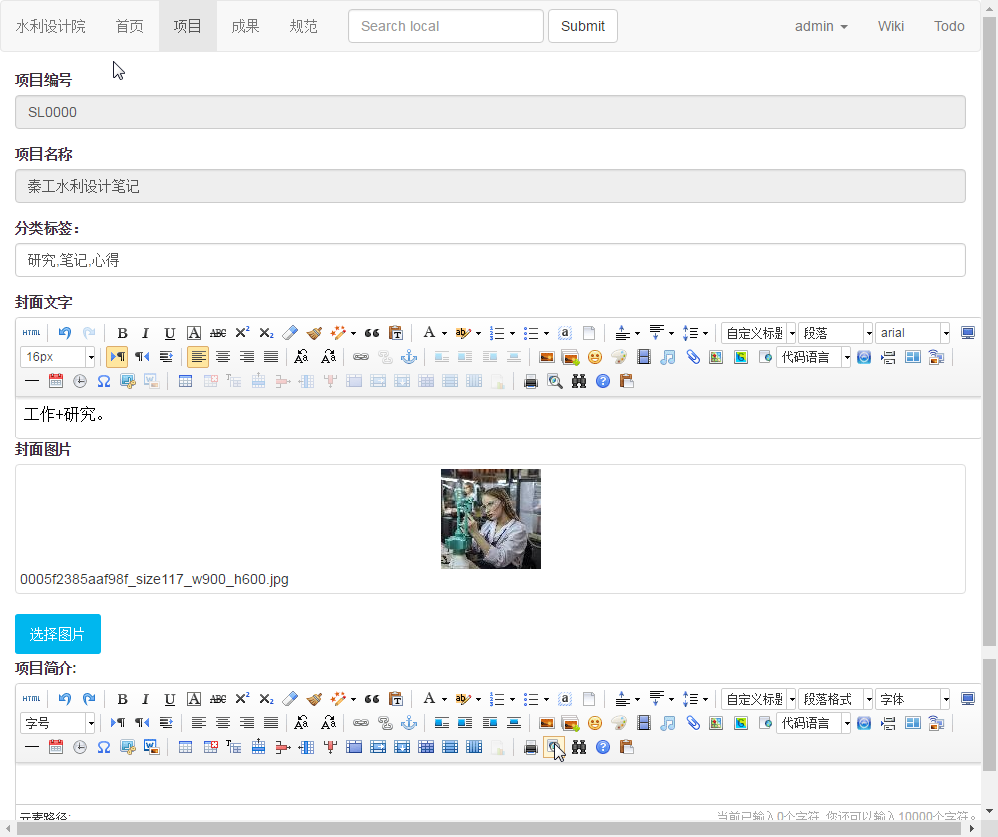 水利设计院 首页 项目 成果 规范 Search local Submit admin Wiki Todo
项目编号
SL0000
项目名称
秦工水利设计笔记
分类标签：
研究,笔记,心得
封面文字
HTML B I U A ABC X² X₂ A ab a 自定义标题 段落 arial
16px 代码语言
工作+研究。
封面图片
0005f2385aaf98f_size117_w900_h600.jpg
选择图片
项目简介:
HTML B I U A ABC X² X₂ A ab a 自定义标题 段落格式 字体
字号 代码语言
元素路径: 当前已输入0个字符, 您还可以输入10000个字符。